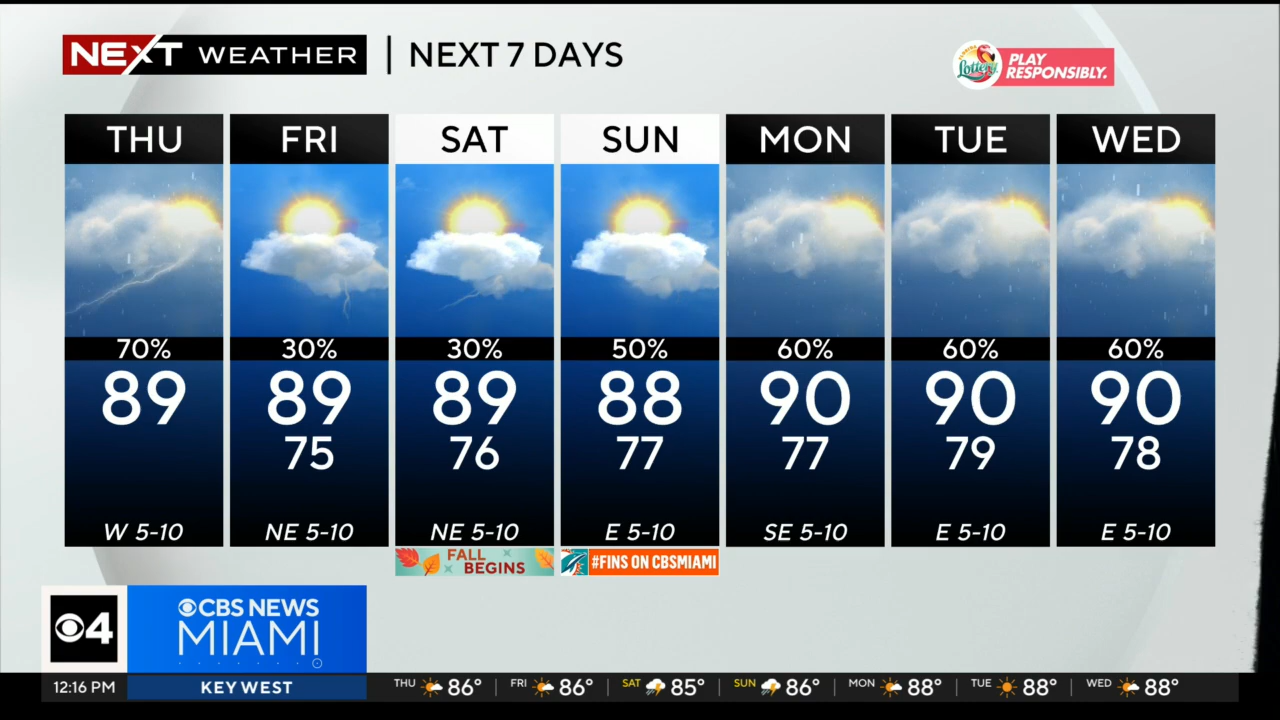 NEXT WEATHER | NEXT 7 DAYS
FLORIDA Lottery PLAY RESPONSIBLY.
THU FRI SAT SUN MON TUE WED
70% 30% 30% 50% 60% 60% 60%
89 89 89 88 90 90 90
75 76 77 77 79 78
W 5-10 NE 5-10 NE 5-10 E 5-10 SE 5-10 E 5-10 E 5-10
FALL BEGINS #FINS ON CBSMIAMI
4 CBS NEWS
MIAMI
12:16 PM KEY WEST THU 86° | FRI 86° | SAT 85° | SUN 86° | MON 88° | TUE 88° | WED 88°